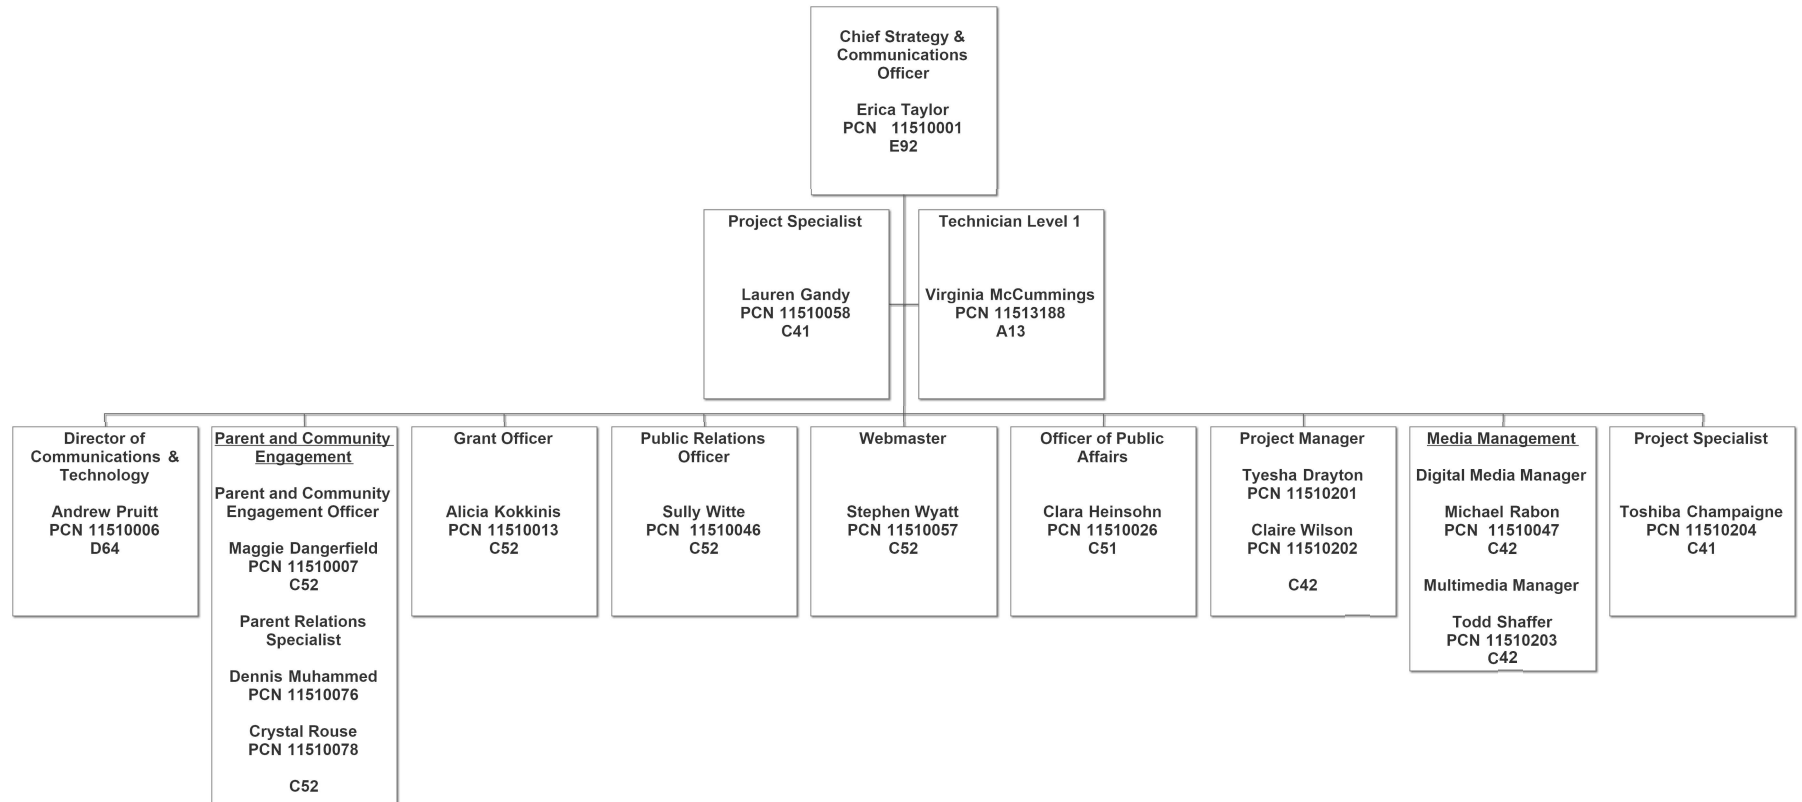 Chief Strategy &
Communications
Officer
Erica Taylor
PCN 11510001
E92
Project Specialist
Lauren Gandy
PCN 11510058
C41
Technician Level 1
Virginia McCummings
PCN 11513188
A13
Director of
Communications &
Technology
Andrew Pruitt
PCN 11510006
D64
Parent and Community
Engagement
Parent and Community
Engagement Officer
Maggie Dangerfield
PCN 11510007
C52
Parent Relations
Specialist
Dennis Muhammed
PCN 11510076
Crystal Rouse
PCN 11510078
C52
Grant Officer
Alicia Kokkinis
PCN 11510013
C52
Public Relations
Officer
Sully Witte
PCN 11510046
C52
Webmaster
Stephen Wyatt
PCN 11510057
C52
Officer of Public
Affairs
Clara Heinsohn
PCN 11510026
C51
Project Manager
Tyesha Drayton
PCN 11510201
Claire Wilson
PCN 11510202
C42
Media Management
Digital Media Manager
Michael Rabon
PCN 11510047
C42
Multimedia Manager
Todd Shaffer
PCN 11510203
C42
Project Specialist
Toshiba Champaigne
PCN 11510204
C41